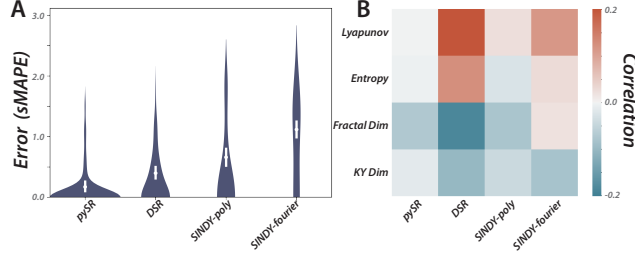 A
Error (sMAPE)
3.0
2.0
1.0
0.0
pySR
DSR
SINDY-poly
SINDY-fourier
B
Lyapunov
Entropy
Fractal Dim
KY Dim
pySR
DSR
SINDY-poly
SINDY-fourier
0.2
0.0
-0.2
Correlation